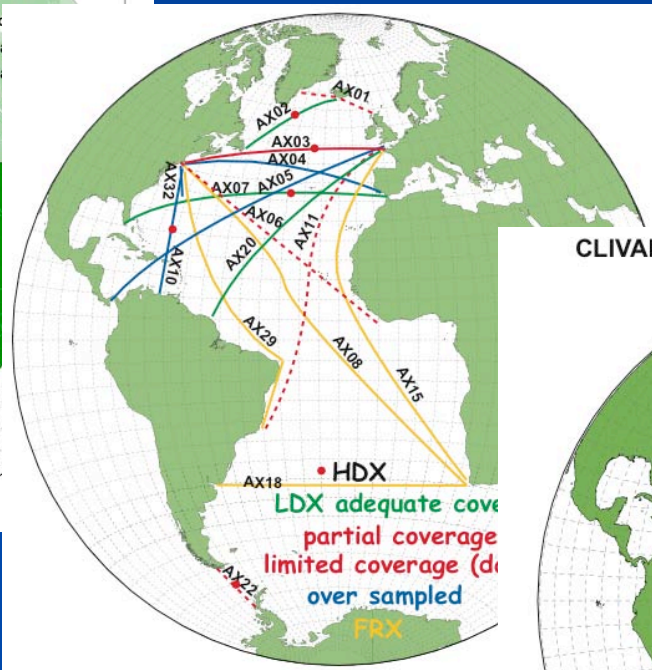 AX01
AX02
AX03
AX04
AX32
AX07
AX05
AX06
AX11
AX10
AX20
AX29
AX08
AX15
AX18
HDX
LDX adequate cove
partial coverage
limited coverage (d
over sampled
FRX
AX22
CLIVA